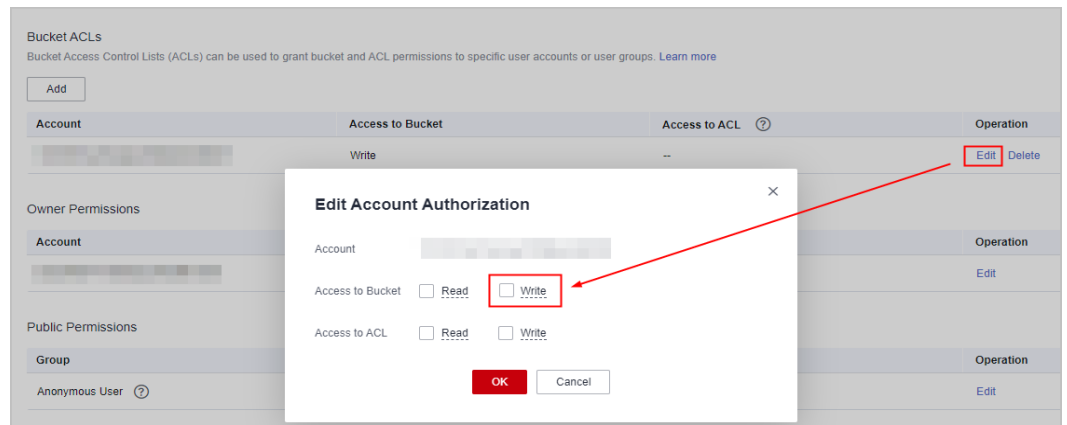 Bucket ACLs
Bucket Access Control Lists (ACLs) can be used to grant bucket and ACL permissions to specific user accounts or user groups. Learn more
Add
Account Access to Bucket Access to ACL ? Operation
Write -- Edit Delete
Owner Permissions
Account Operation
Edit
Public Permissions
Group Operation
Anonymous User ? Edit
Edit Account Authorization ×
Account
Access to Bucket Read Write
Access to ACL Read Write
OK Cancel